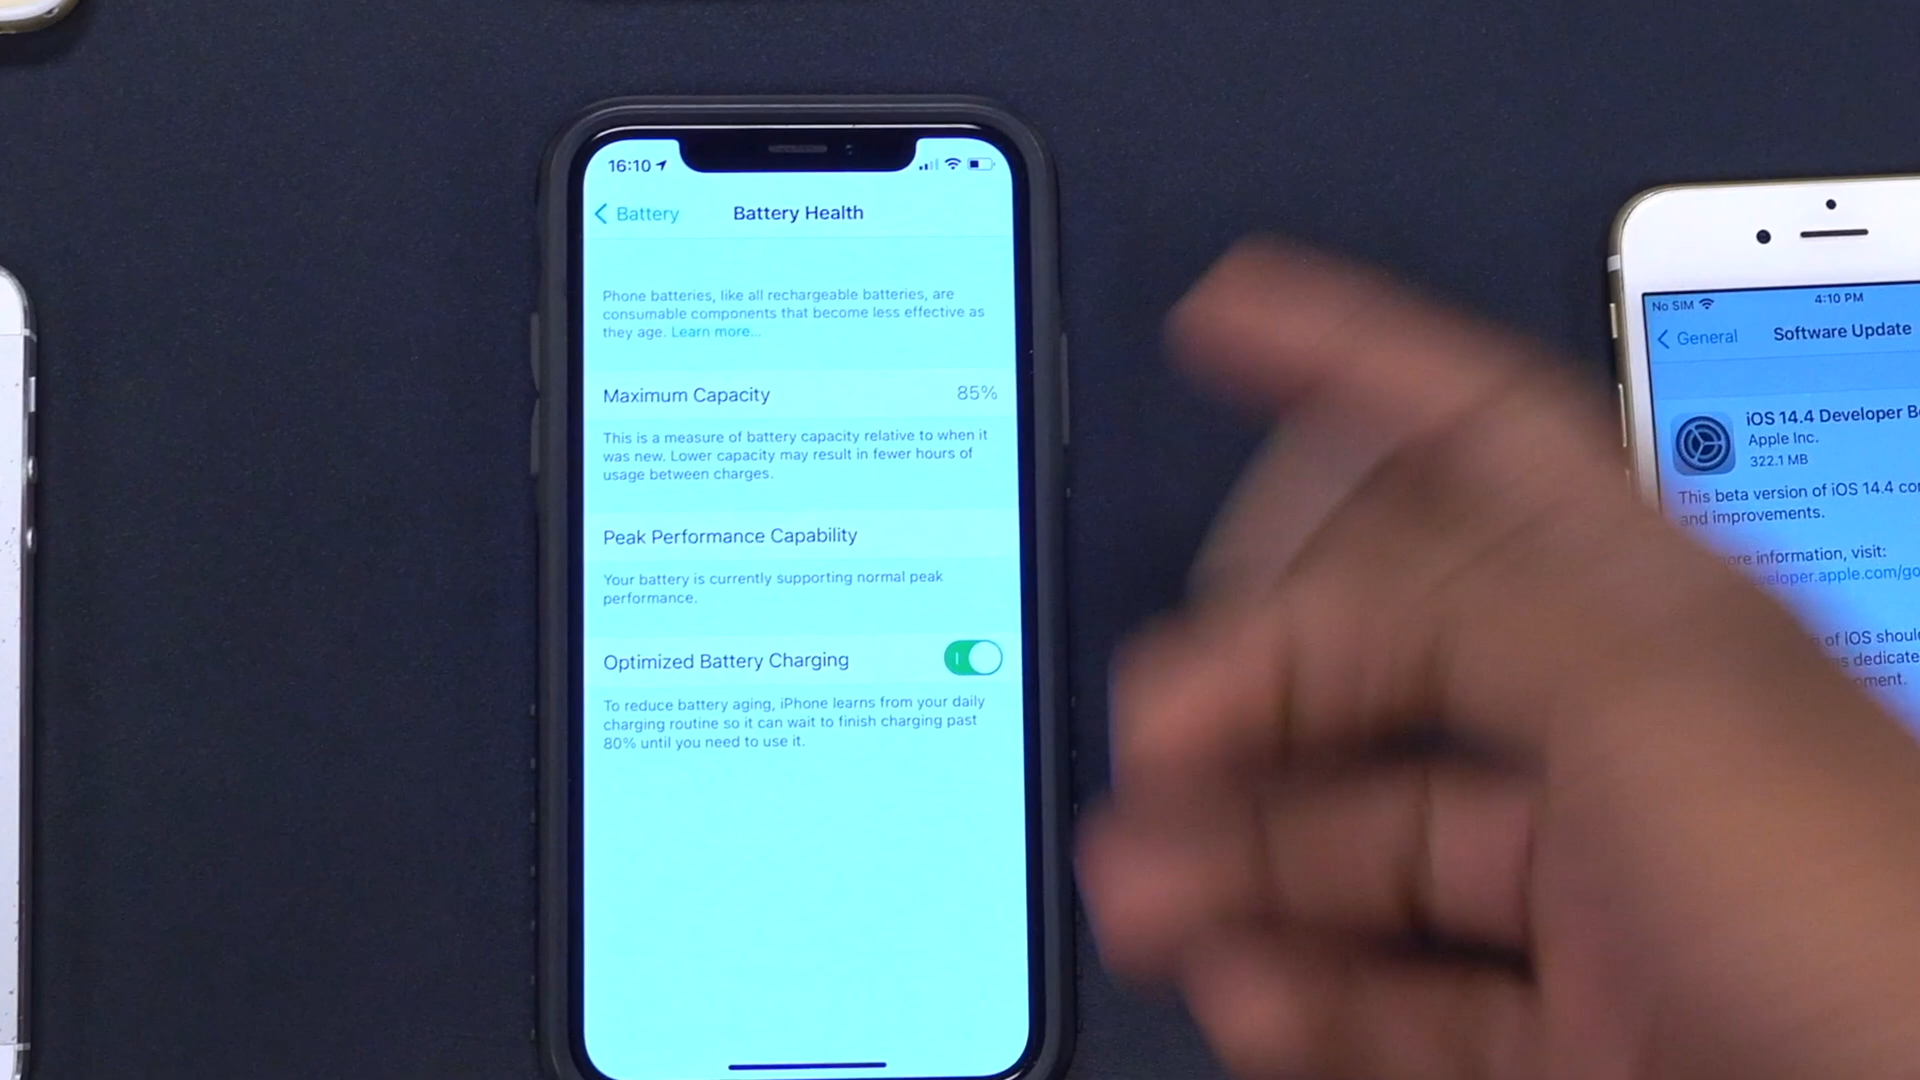 16:10
Battery
Battery Health
Phone batteries, like all rechargeable batteries, are
consumable components that become less effective as
they age. Learn more...
Maximum Capacity 85%
This is a measure of battery capacity relative to when it
was new. Lower capacity may result in fewer hours of
usage between charges.
Peak Performance Capability
Your battery is currently supporting normal peak
performance.
Optimized Battery Charging
To reduce battery aging, iPhone learns from your daily
charging routine so it can wait to finish charging past
80% until you need to use it.
No SIM 4:10 PM
General Software Update
iOS 14.4 Developer
Apple Inc.
322.1 MB
This beta version of iOS 14.4
and improvements.
information, visit:
.apple.com/go
of iOS
dedicate